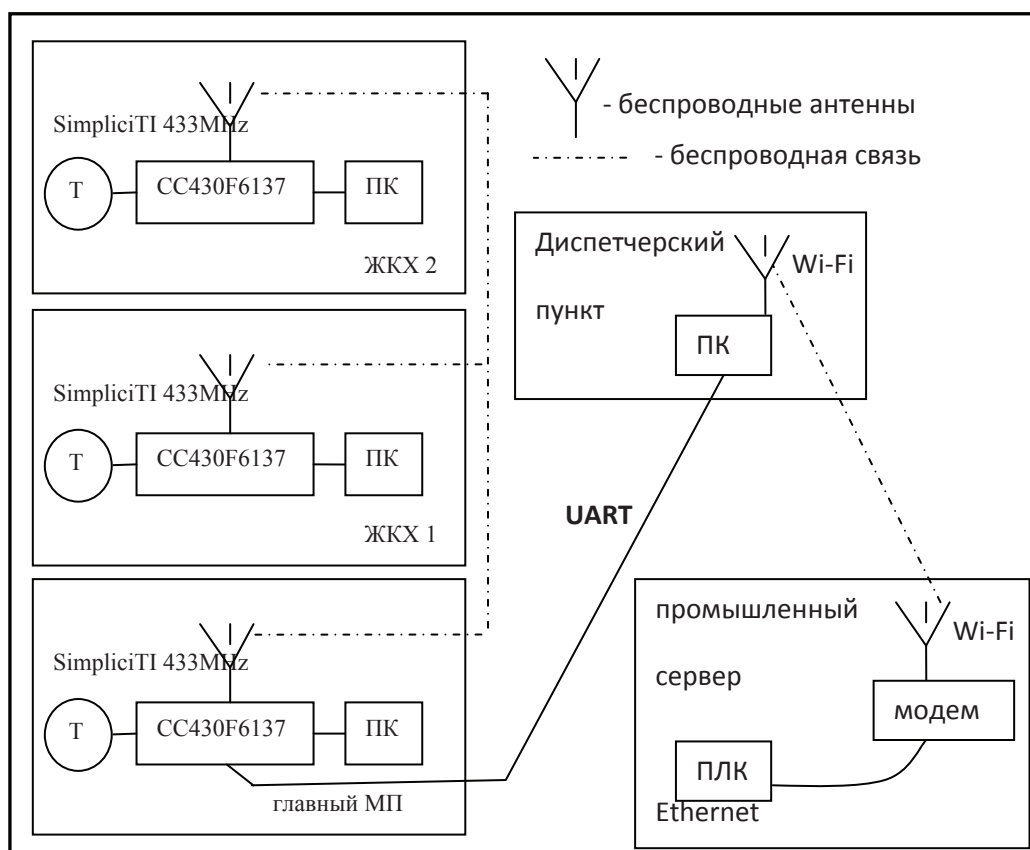 SimpliciTI 433MHz
Т
CC430F6137
ПК
ЖКХ 2
SimpliciTI 433MHz
Т
CC430F6137
ПК
ЖКХ 1
SimpliciTI 433MHz
Т
CC430F6137
ПК
главный МП
- беспроводные антенны
- беспроводная связь
Диспетчерский
Wi-Fi
пункт
ПК
UART
промышленный
Wi-Fi
сервер
модем
ПЛК
Ethernet